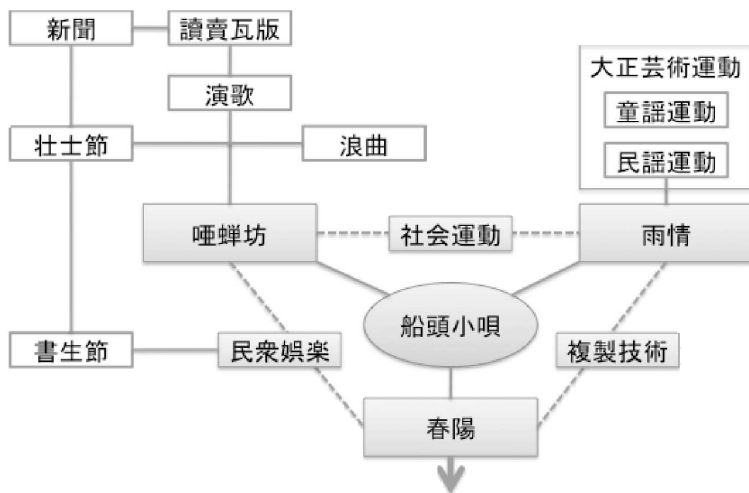 新聞
讀賣瓦版
大正芸術運動
演歌
童謡運動
壮士節
浪曲
民謡運動
唖蝉坊
社会運動
雨情
船頭小唄
書生節
民衆娯楽
複製技術
春陽